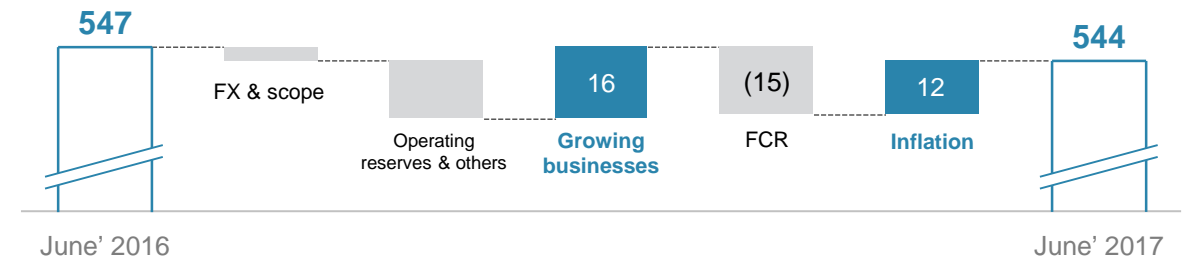 547
544
16
(15)
12
FX & scope
Operating
reserves & others
Growing
businesses
FCR
Inflation
June' 2016
June' 2017